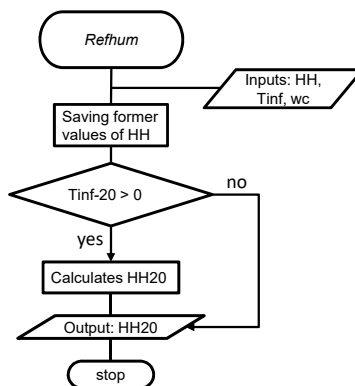 Refhum
Inputs: HH,
Tinf, wc
Saving former
values of HH
Tinf-20 > 0
no
yes
Calculates HH20
Output: HH20
stop